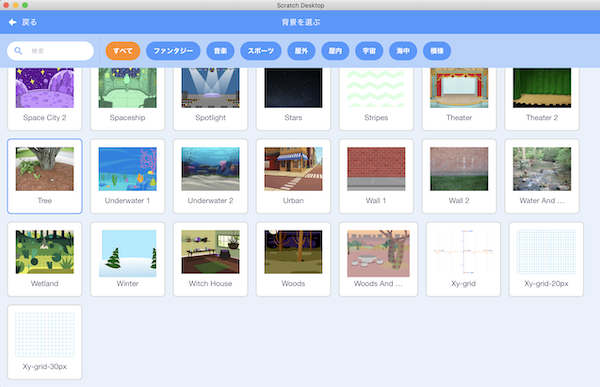 Scratch Desktop
戻る
背景を選ぶ
検索
すべて ファンタジー 音楽 スポーツ 屋外 屋内 宇宙 海中 模様
Space City 2 Spaceship Spotlight Stars Stripes Theater Theater 2
Tree Underwater 1 Underwater 2 Urban Wall 1 Wall 2 Water And ...
Wetland Winter Witch House Woods Woods And ... Xy-grid Xy-grid-20px
Xy-grid-30px